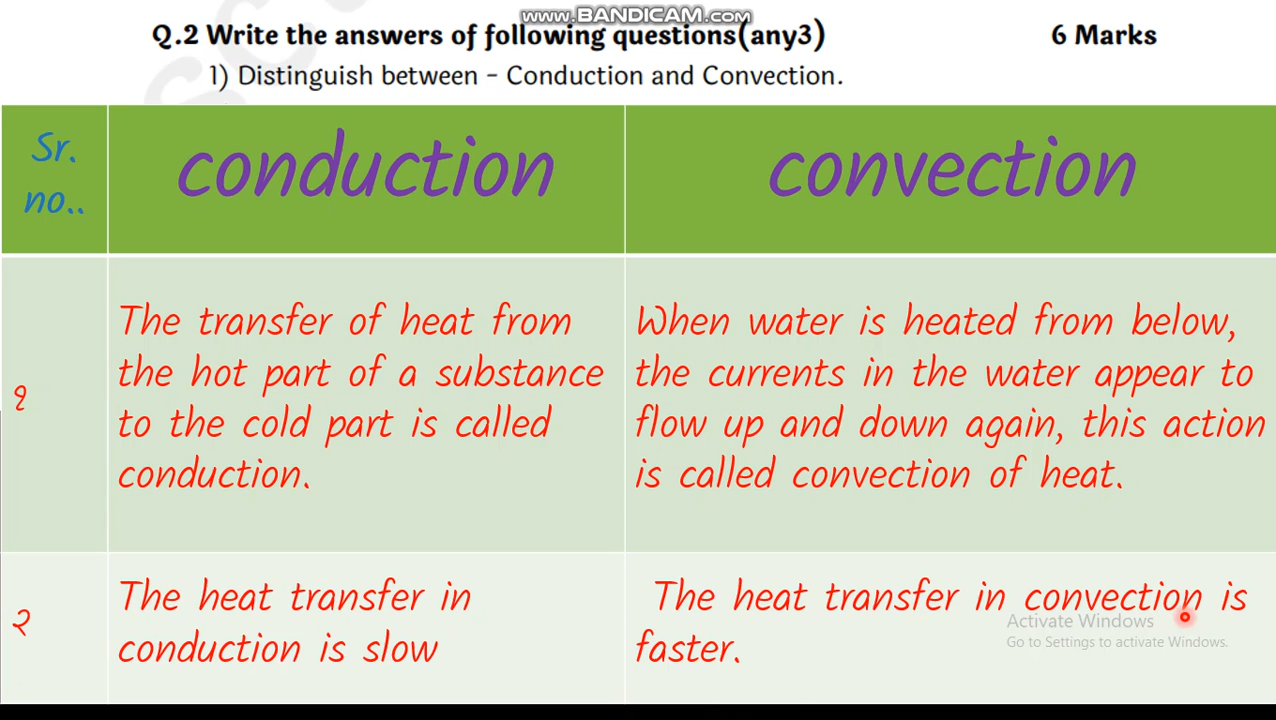 www.BANDICAM.com
Q.2 Write the answers of following questions(any3) 6 Marks
1) Distinguish between - Conduction and Convection.
Sr.
no..
conduction
convection
१
The transfer of heat from
the hot part of a substance
to the cold part is called
conduction.
When water is heated from below,
the currents in the water appear to
flow up and down again, this action
is called convection of heat.
२
The heat transfer in
conduction is slow
The heat transfer in convection is
faster.
Activate Windows
Go to Settings to activate Windows.